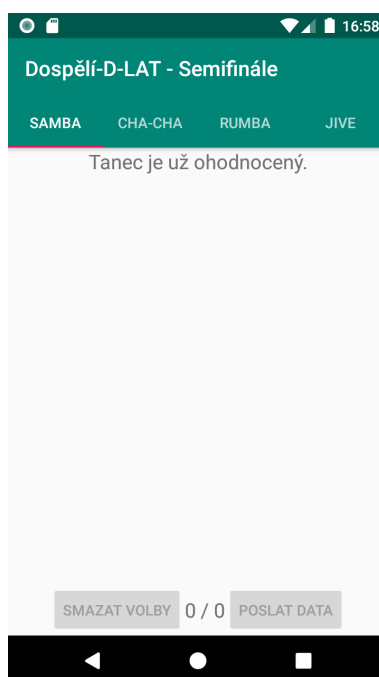 16:58
Dospělí-D-LAT - Semifinále
SAMBA CHA-CHA RUMBA JIVE
Tanec je už ohodnocený.
SMAZAT VOLBY 0 / 0 POSLAT DATA